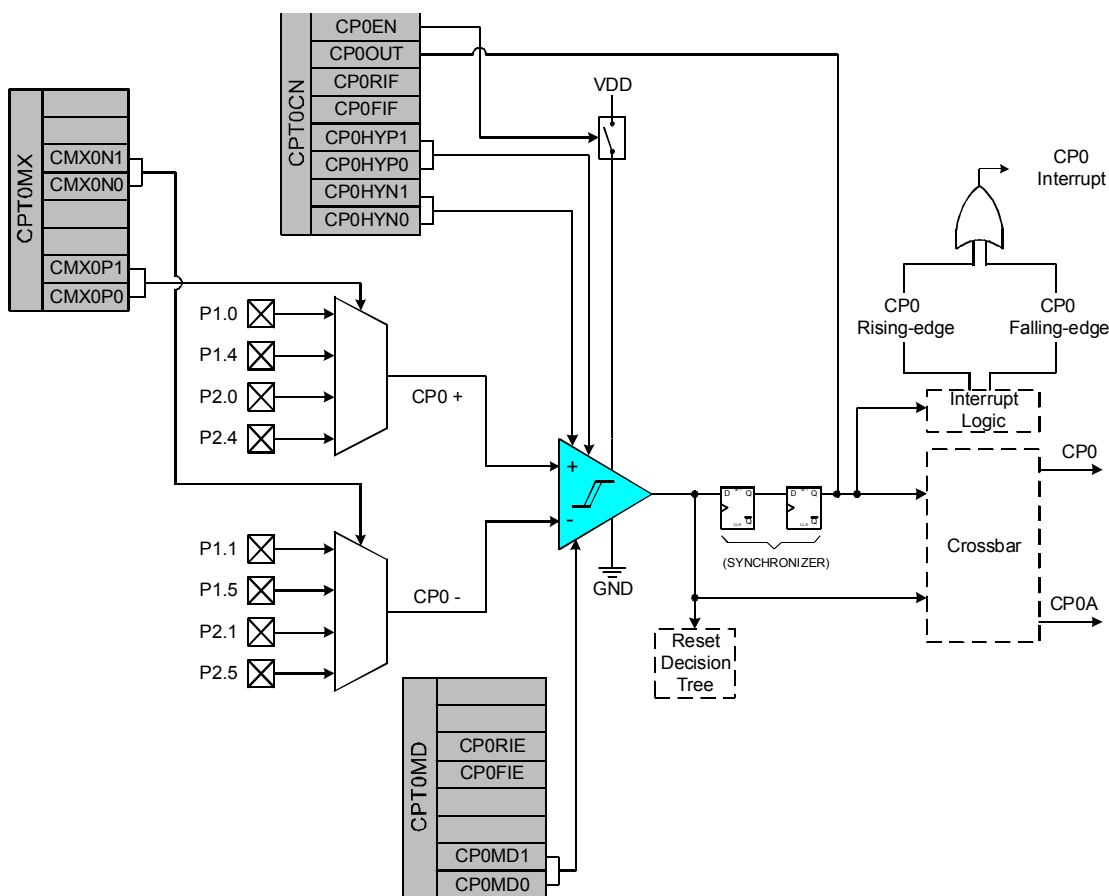 CPT0CN
CP0EN
CP0OUT
CP0RIF
CP0FIF
CP0HYP1
CP0HYP0
CP0HYN1
CP0HYN0
VDD
CPT0MX
CMX0N1
CMX0N0
CMX0P1
CMX0P0
CP0
Interrupt
CP0
Rising-edge
CP0
Falling-edge
Interrupt
Logic
P1.0
P1.4
P2.0
P2.4
CP0 +
P1.1
P1.5
P2.1
P2.5
CP0 -
+
-
GND
D
Q
Q
CLR
D
Q
Q
CLR
(SYNCHRONIZER)
Crossbar
CP0
CP0A
Reset
Decision
Tree
CPT0MD
CP0RIE
CP0FIE
CP0MD1
CP0MD0